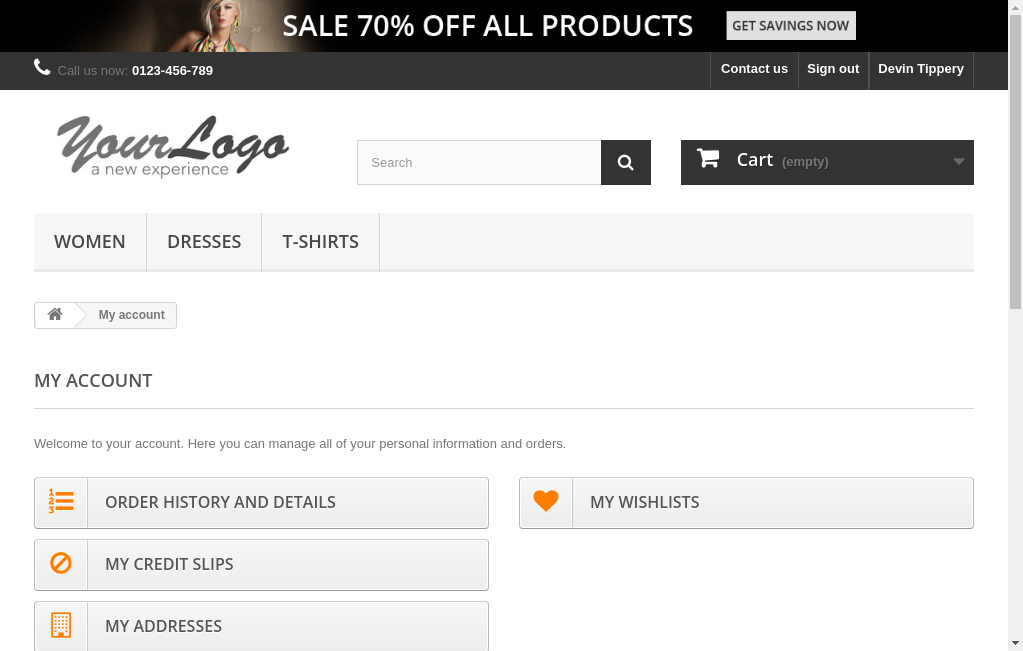 SALE 70% OFF ALL PRODUCTS GET SAVINGS NOW
Call us now: 0123-456-789 Contact us Sign out Devin Tippery
YourLogo
a new experience
Search
Cart (empty)
WOMEN DRESSES T-SHIRTS
My account
MY ACCOUNT
Welcome to your account. Here you can manage all of your personal information and orders.
1 2 3 ORDER HISTORY AND DETAILS
MY WISHLISTS
MY CREDIT SLIPS
MY ADDRESSES